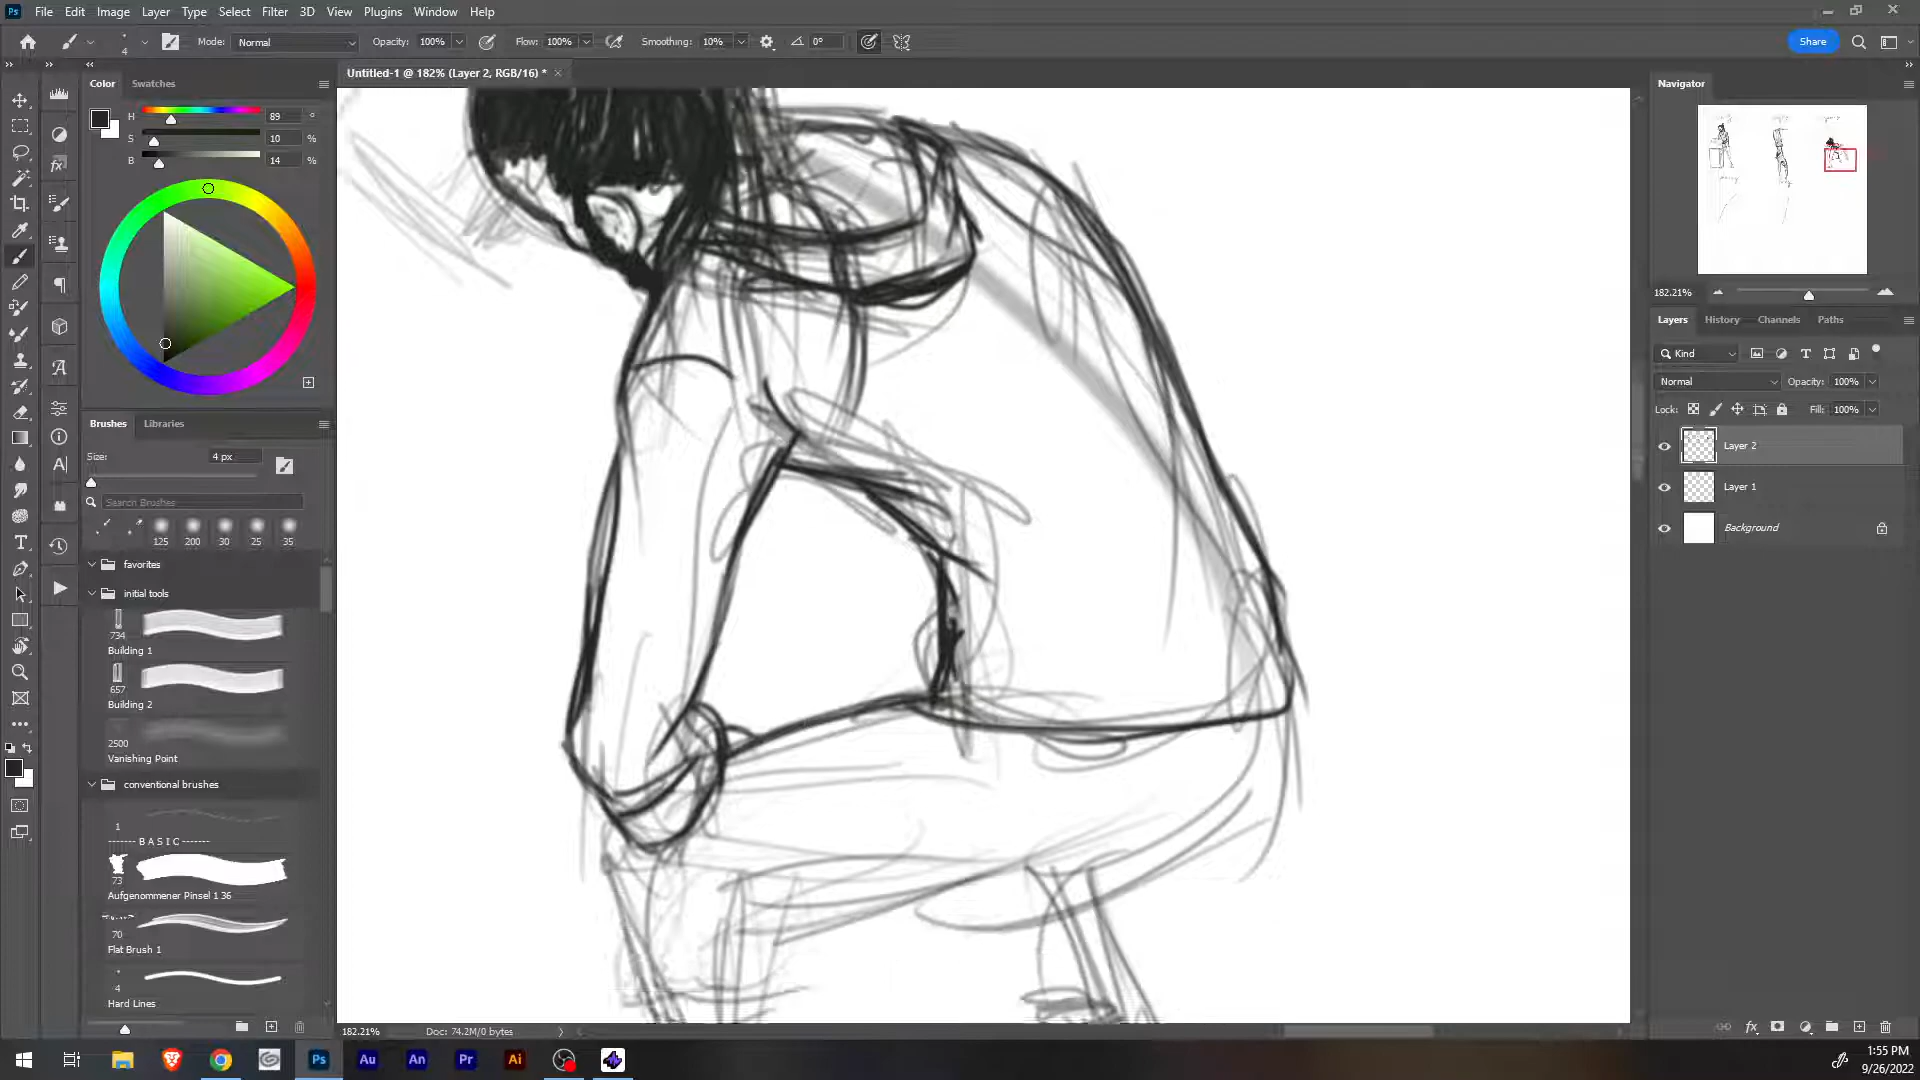 Ps File Edit Image Layer Type Select Filter 3D View Plugins Window Help
4 Mode: Normal Opacity: 100% Flow: 100% Smoothing: 10% 0° Share
Untitled-1 @ 182% (Layer 2, RGB/16) *
Color Swatches
H 89 °
S 10 %
B 14 %
Brushes Libraries
Size: 4 px
Search Brushes
125 200 30 25 35
favorites
initial tools
734
Building 1
657
Building 2
2500
Vanishing Point
conventional brushes
1
------- B A S I C -------
73
Aufgenommener Pinsel 1 36
70
Flat Brush 1
4
Hard Lines
Navigator
182.21%
Layers History Channels Paths
Kind
Normal Opacity: 100%
Lock: Fill: 100%
Layer 2
Layer 1
Background
182.21% Doc: 74.2M/0 bytes
Ps Au An Pr Ai
1:55 PM
9/26/2022